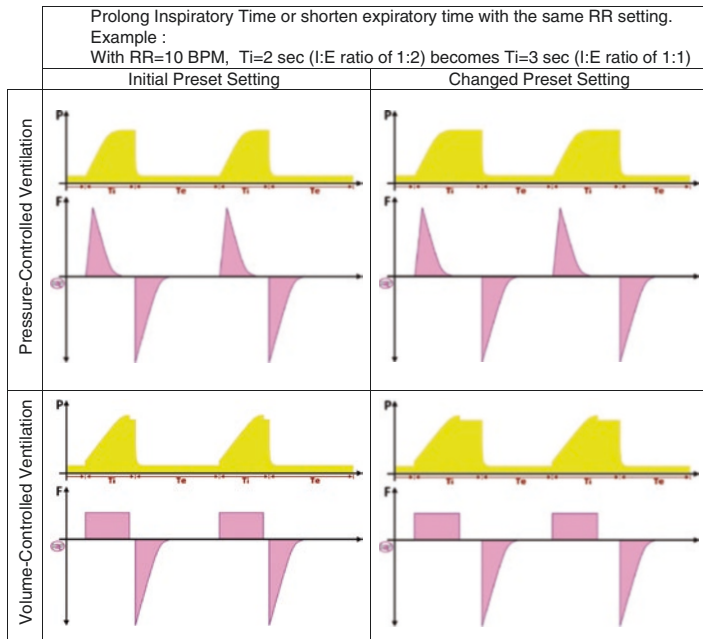 Prolong Inspiratory Time or shorten expiratory time with the same RR setting.
Example :
With RR=10 BPM, Ti=2 sec (I:E ratio of 1:2) becomes Ti=3 sec (I:E ratio of 1:1)
Initial Preset Setting
Changed Preset Setting
Pressure-Controlled Ventilation
P
Ti Te Ti Te
F
P
Ti Te Ti Te
F
Volume-Controlled Ventilation
P
Ti Te Ti Te
F
P
Ti Te Ti Te
F